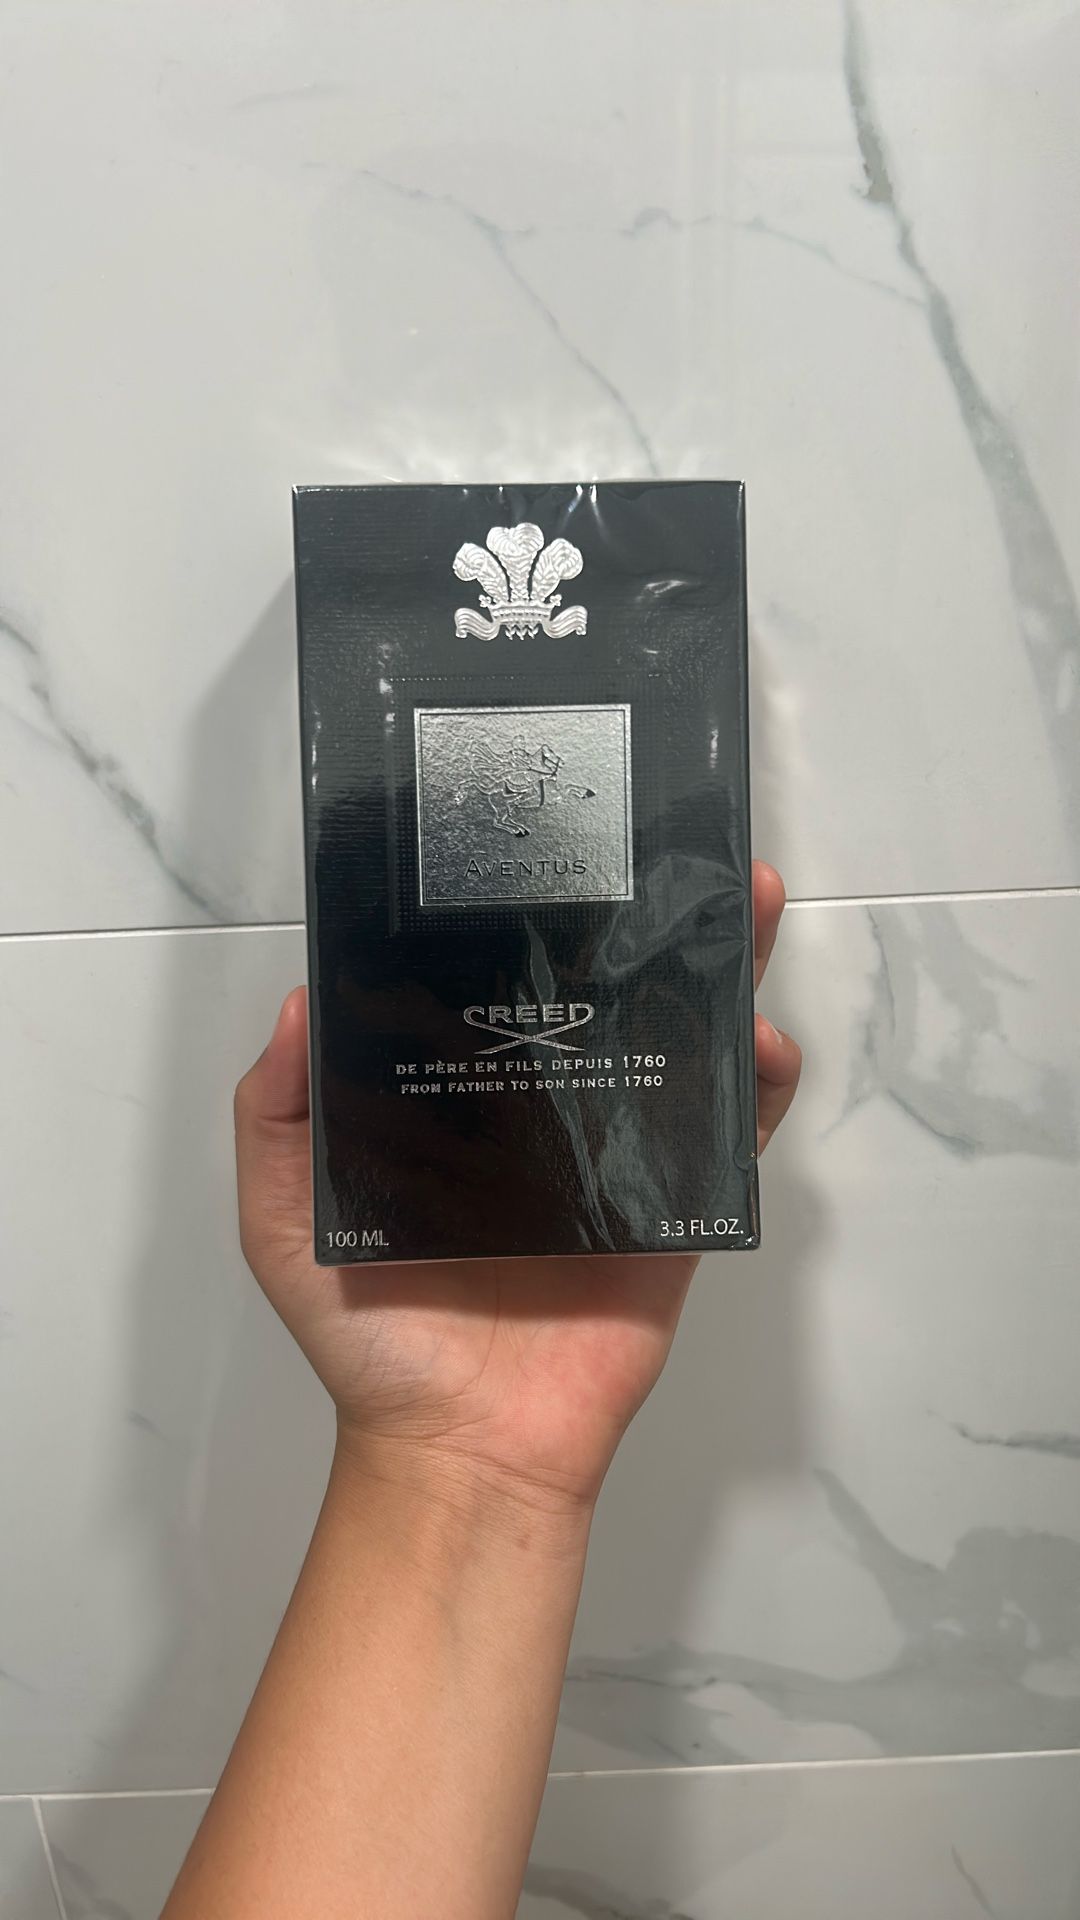 AVENTUS
CREED
DE PÈRE EN FILS DEPUIS 1760
FROM FATHER TO SON SINCE 1760
100 ML
3.3 FL.OZ.